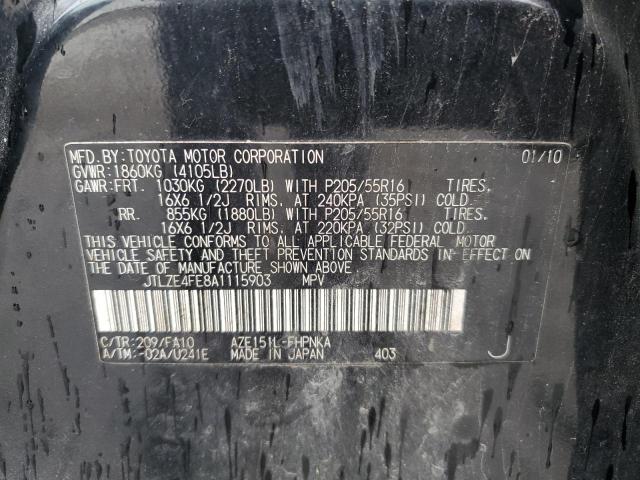 MFD.BY:TOYOTA MOTOR CORPORATION 01/10
GVWR:1860KG (4105LB)
GAWR:FRT. 1030KG (2270LB) WITH P205/55R16 TIRES.
16X6 1/2J RIMS. AT 240KPA (35PSI) COLD.
RR. 855KG (1880LB) WITH P205/55R16 TIRES.
16X6 1/2J RIMS. AT 220KPA (32PSI) COLD.
THIS VEHICLE CONFORMS TO ALL APPLICABLE FEDERAL MOTOR
VEHICLE SAFETY AND THEFT PREVENTION STANDARDS IN EFFECT ON
THE DATE OF MANUFACTURE SHOWN ABOVE.
JTLZE4FE8A1115903 MPV
C/TR:209/FA10 AZE151L-FHPNKA
A/TM:-02A/U241E MADE IN JAPAN 403 J